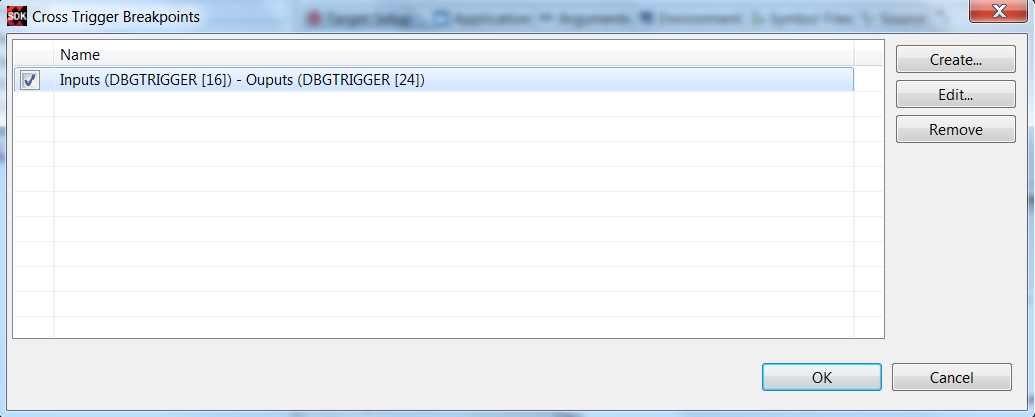 SDK Cross Trigger Breakpoints
Target Setup Application Arguments Environment Symbol Files Source
Name
Inputs (DBGTRIGGER [16]) - Ouputs (DBGTRIGGER [24])
Create...
Edit...
Remove
OK
Cancel